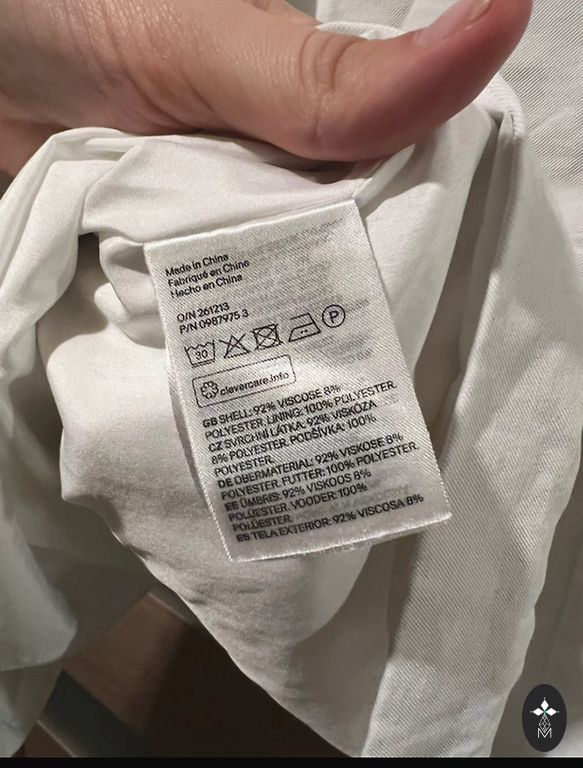 Made in China
Fabriqué en Chine
Hecho en China
O/N 261213
P/N 0987975 3
30
P
clevercare.info
GB SHELL: 92% VISCOSE 8%
POLYESTER. LINING: 100% POLYESTER.
CZ SVRCHNÍ LÁTKA: 92% VISKÓZA
8% POLYESTER. PODŠÍVKA: 100%
POLYESTER.
DE OBERMATERIAL: 92% VISKOSE 8%
POLYESTER. FUTTER: 100% POLYESTER.
EE ÜMBRIS: 92% VISKOOS 8%
POLÜESTER. VOODER: 100%
POLÜESTER.
ES TELA EXTERIOR: 92% VISCOSA 8%
M